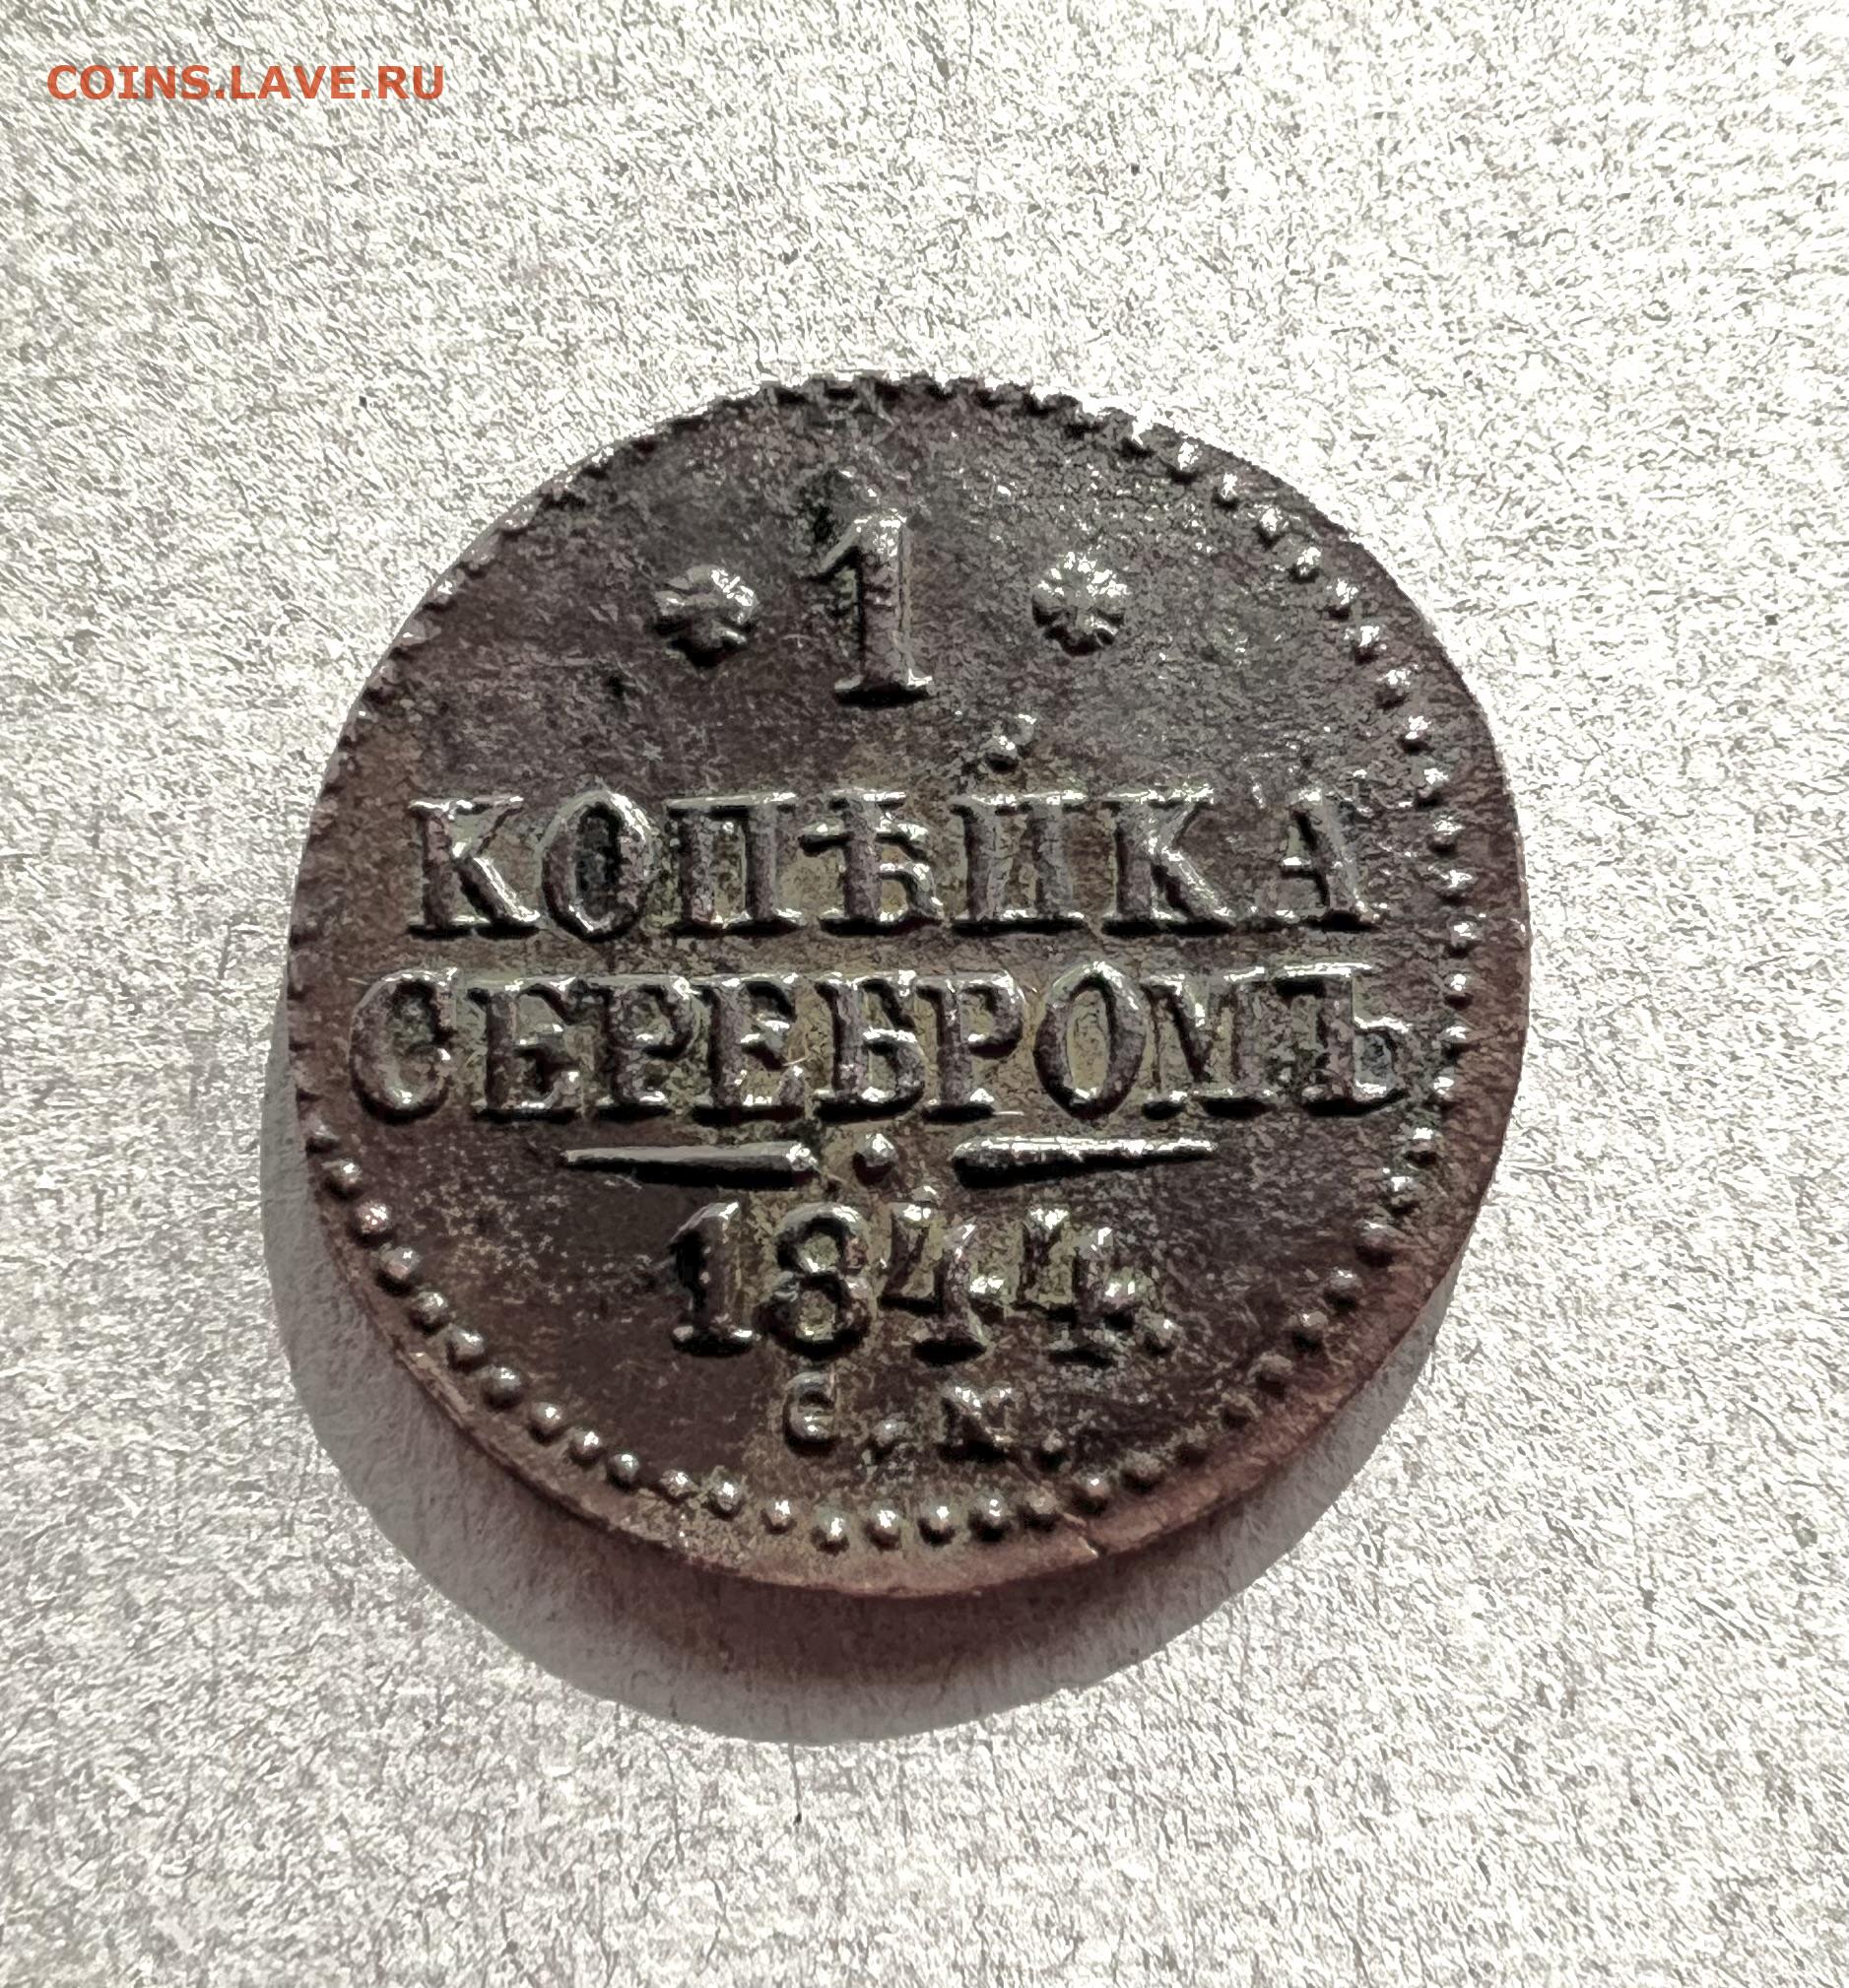 COINS.LAVE.RU
1
КОПѢЙКА
СЕРЕБРОМЪ
1844.
С. М.